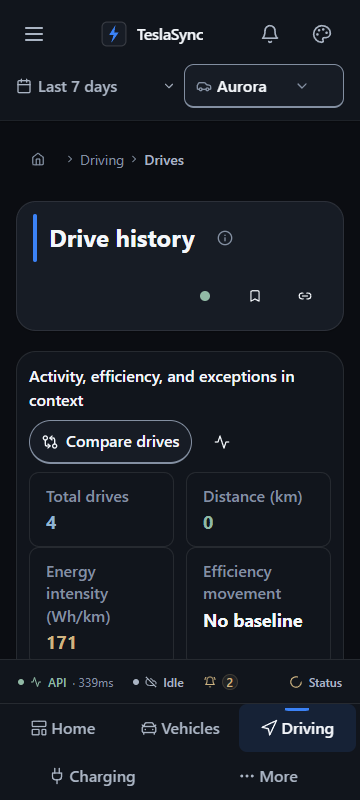 TeslaSync
Last 7 days
Aurora
Driving
Drives
Drive history
Activity, efficiency, and exceptions in
context
Compare drives
Total drives
4
Distance (km)
0
Energy
intensity
(Wh/km)
171
Efficiency
movement
No baseline
API · 339ms
Idle
2
Status
Home
Vehicles
Driving
Charging
More